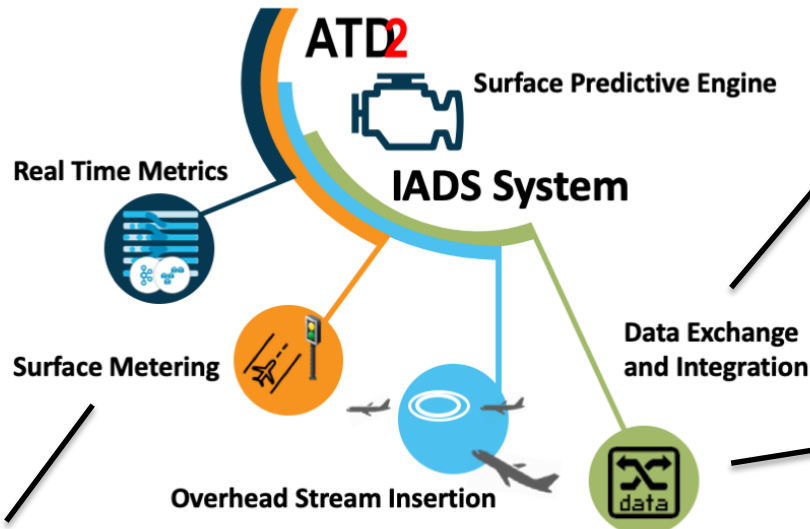 ATD2
Surface Predictive Engine
Real Time Metrics
IADS System
Surface Metering
Data Exchange
and Integration
Overhead Stream Insertion
data